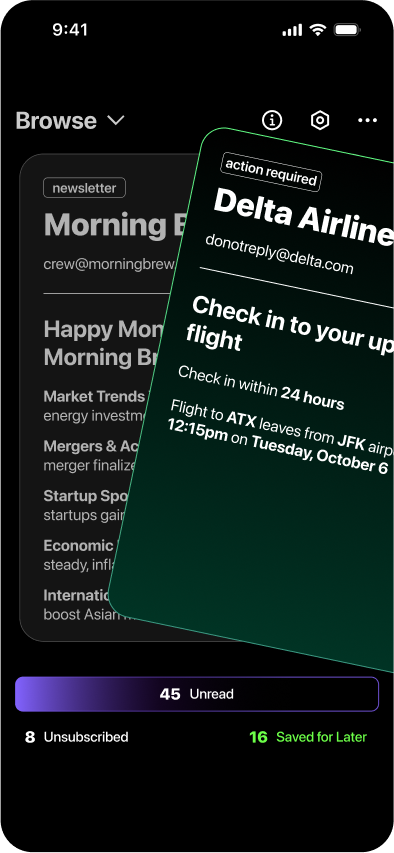 9:41
Browse
action required
Delta Airline
donotreply@delta.com
Check in to your up
flight
Check in within 24 hours
Flight to ATX leaves from JFK airp
12:15pm on Tuesday, October 6
newsletter
Morning
crew@morningbrew
Happy Mon
Morning Br
Market Trends
energy investm
Mergers & Ac
merger finalize
Startup Spo
startups gain
Economic
steady, infla
Internatio
boost Asian
45 Unread
8 Unsubscribed
16 Saved for Later